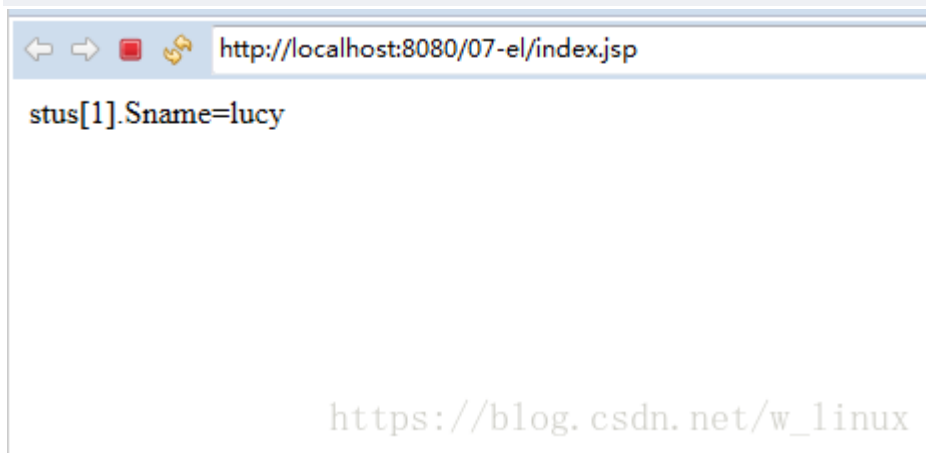 http://localhost:8080/07-el/index.jsp
stus[1].Sname=lucy
https://blog.csdn.net/w_linux